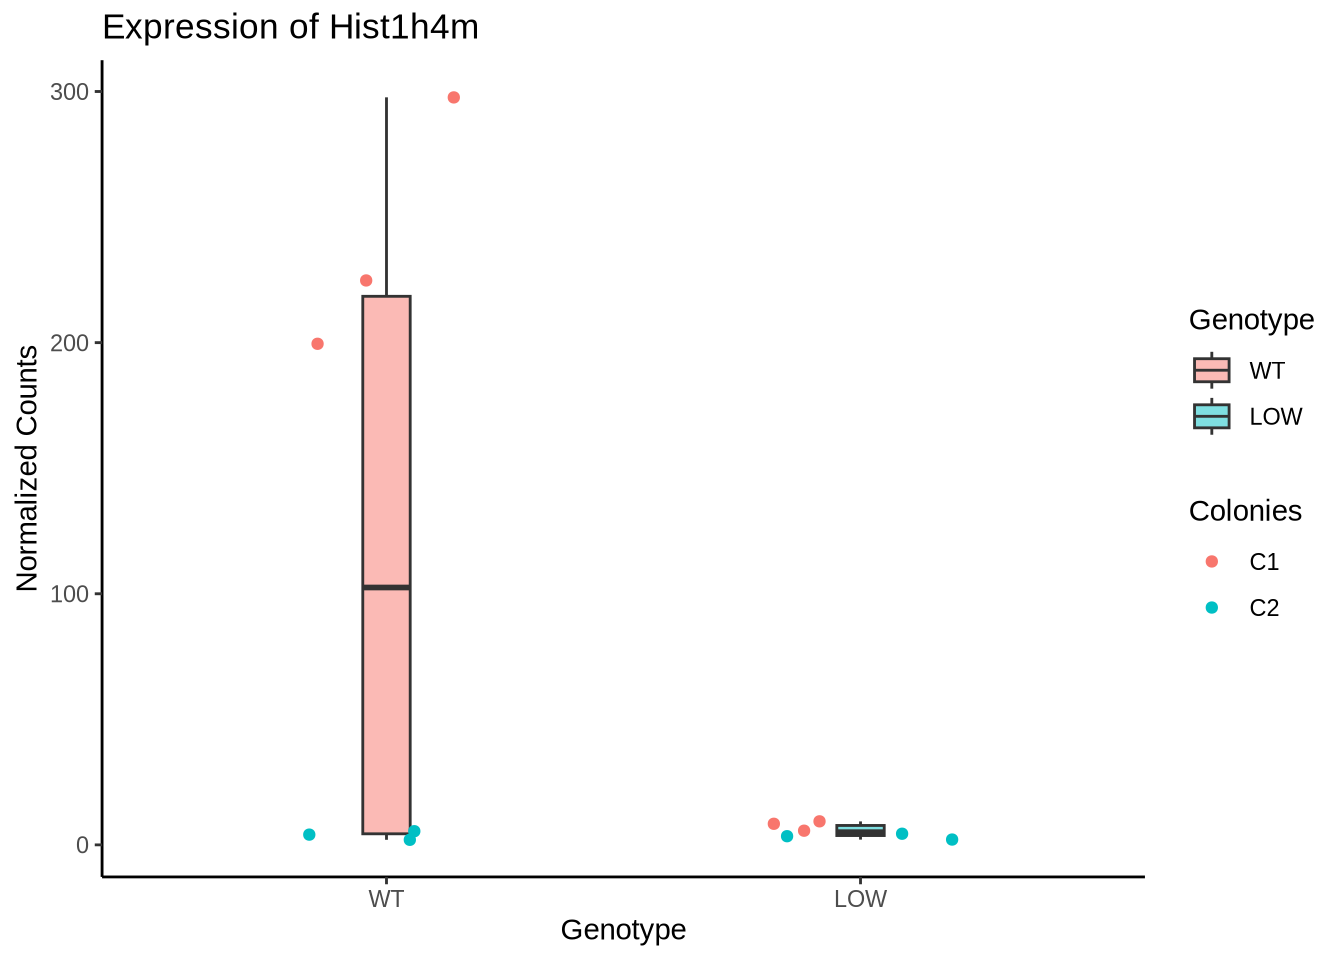 Expression of Hist1h4m
300
200
100
0
Normalized Counts
WT
LOW
Genotype
Genotype
WT
LOW
Colonies
C1
C2